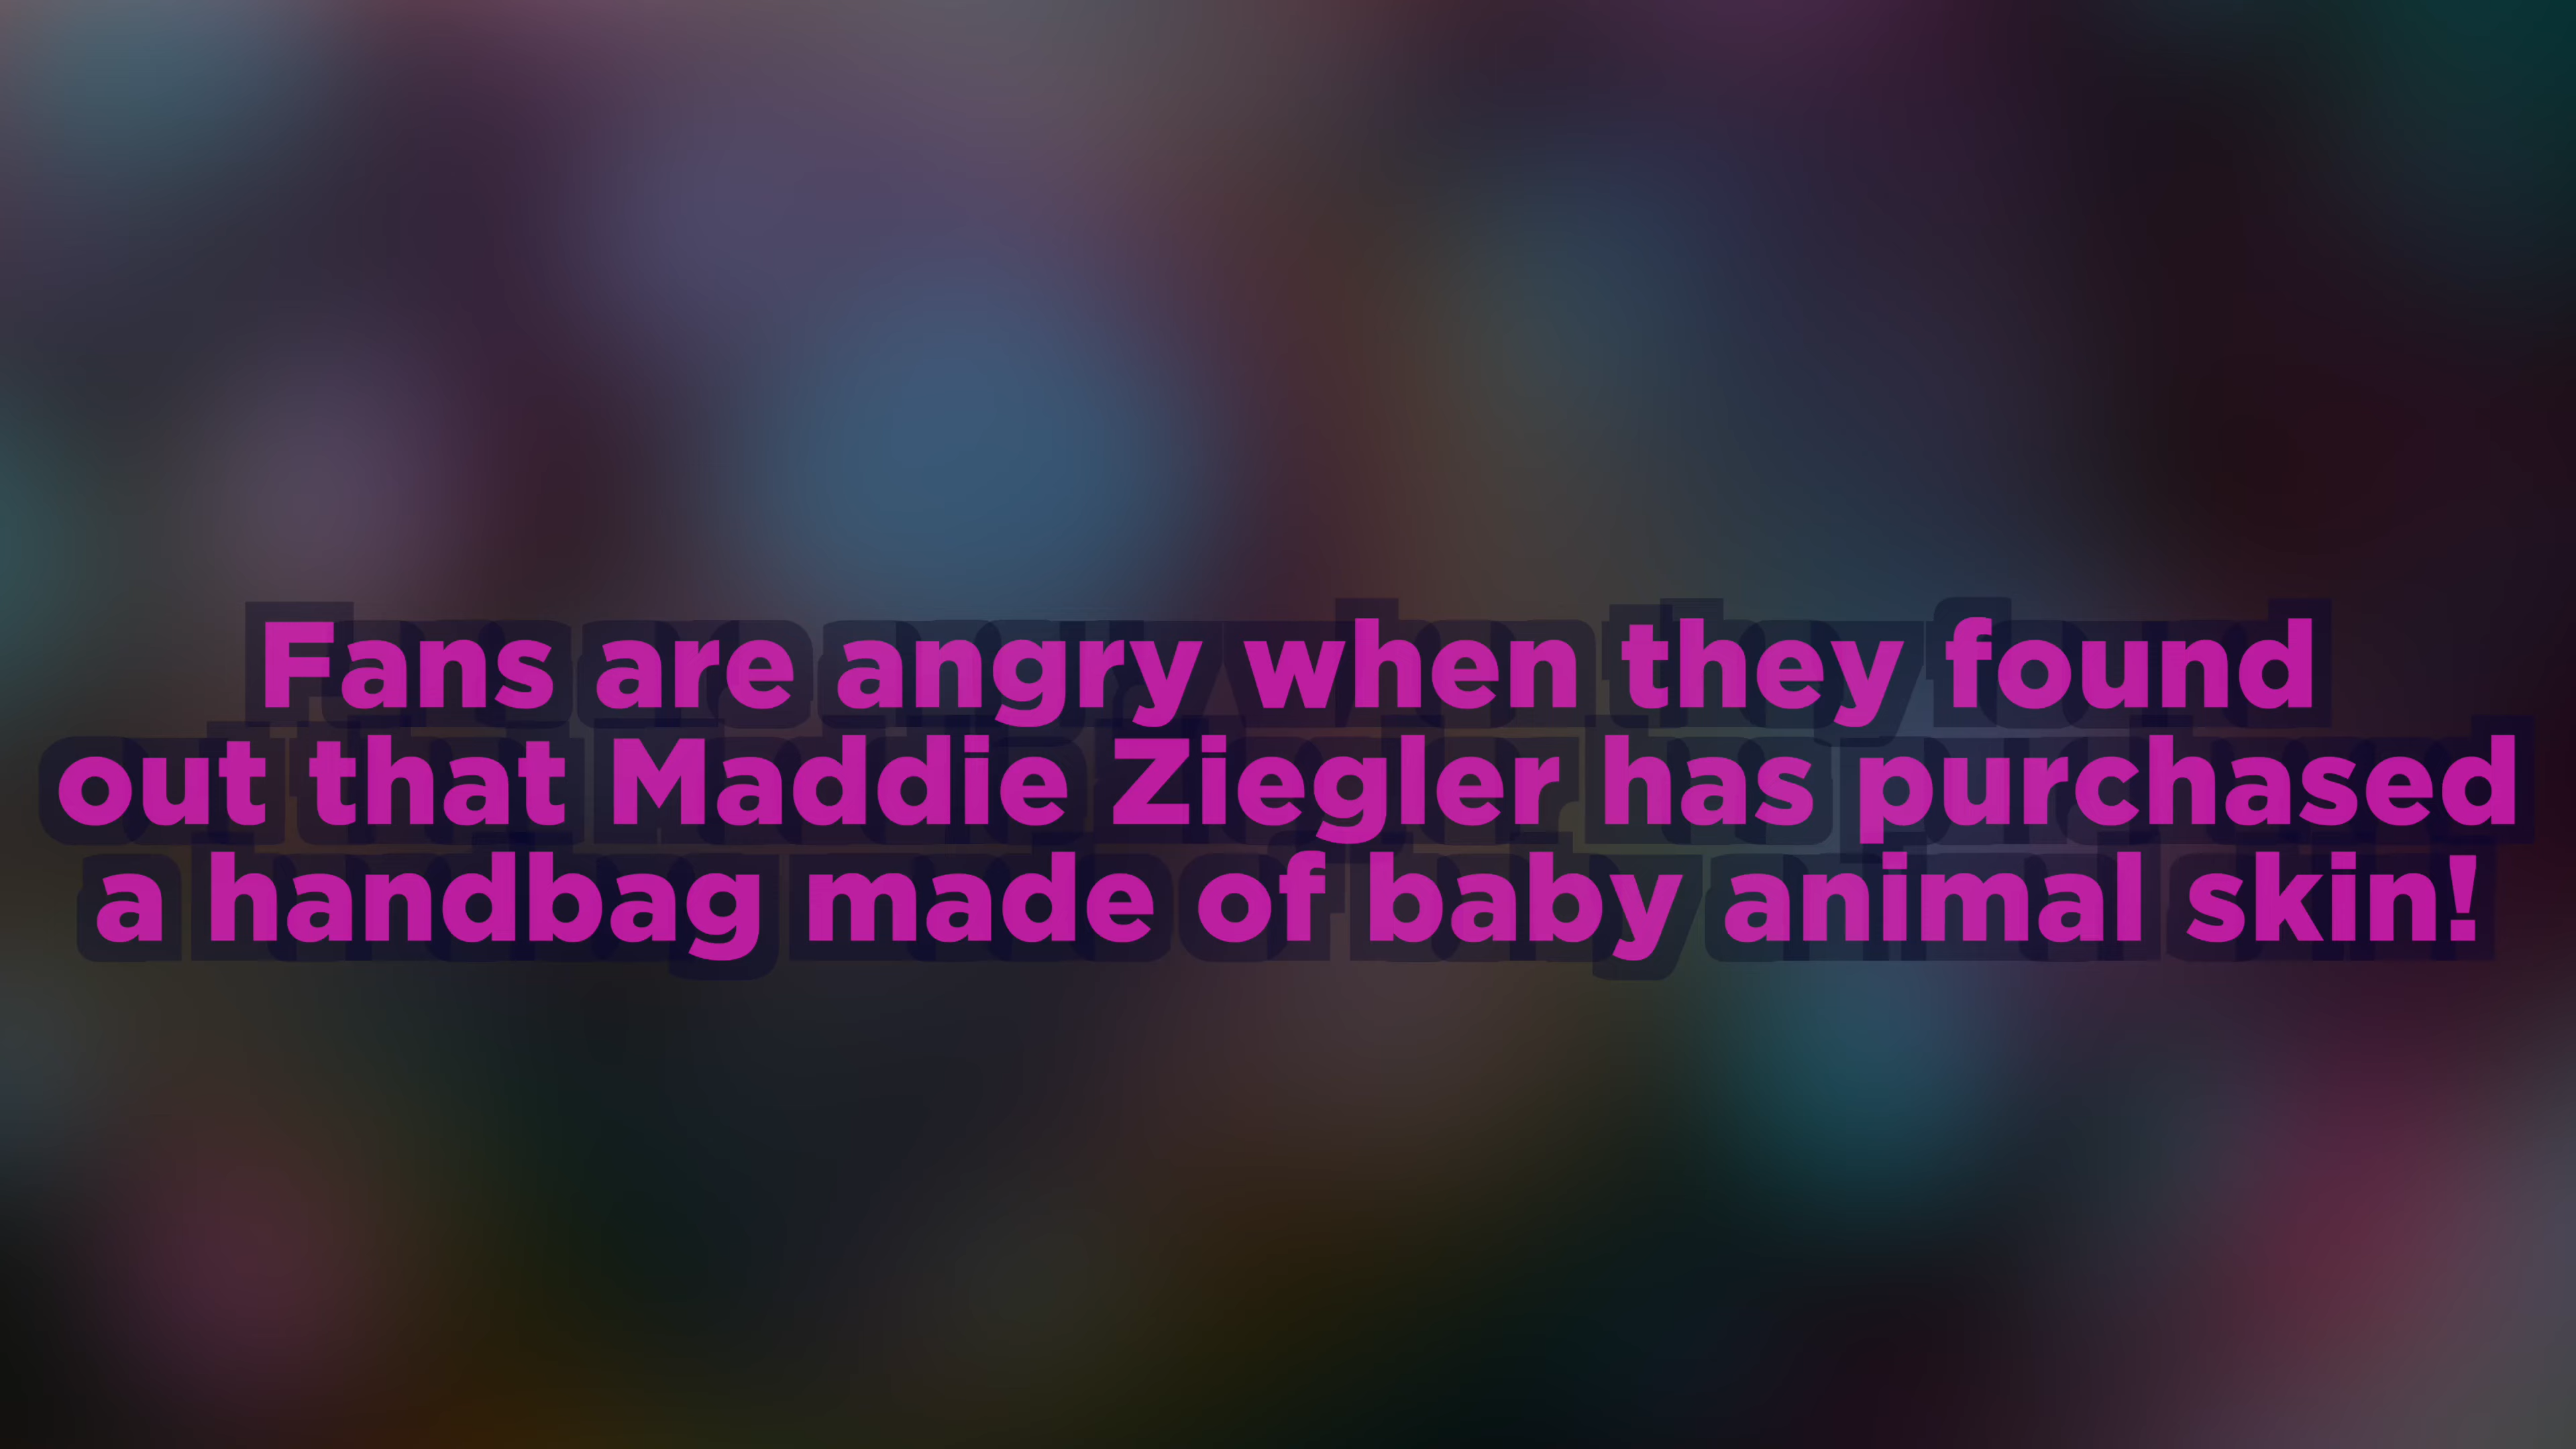 Fans are angry when they found
out that Maddie Ziegler has purchased
a handbag made of baby animal skin!